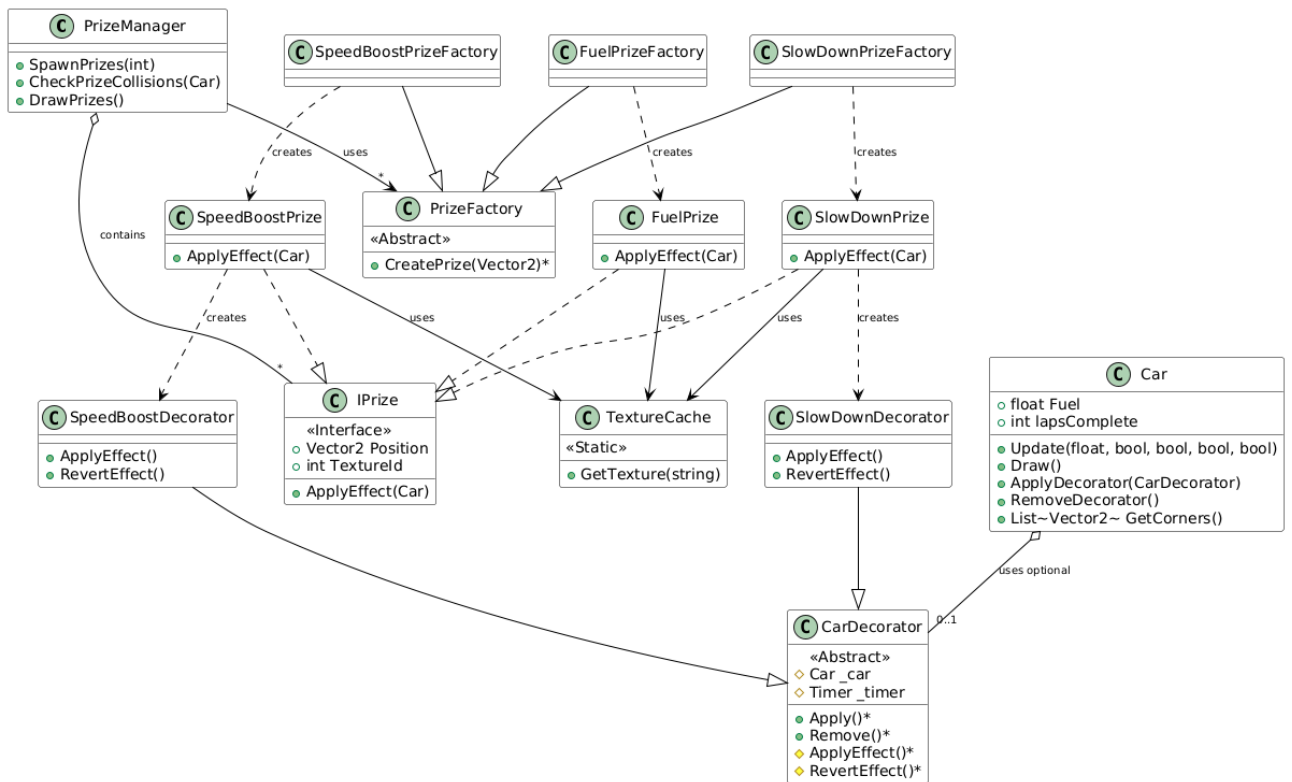 C PrizeManager
SpawnPrizes(int)
CheckPrizeCollisions(Car)
DrawPrizes()
C SpeedBoostPrizeFactory
C FuelPrizeFactory
C SlowDownPrizeFactory
creates
uses
*
creates
creates
contains
C SpeedBoostPrize
ApplyEffect(Car)
C PrizeFactory
«Abstract»
CreatePrize(Vector2)*
C FuelPrize
ApplyEffect(Car)
C SlowDownPrize
ApplyEffect(Car)
creates
uses
uses
uses
creates
*
C SpeedBoostDecorator
ApplyEffect()
RevertEffect()
C IPrize
«Interface»
Vector2 Position
int TextureId
ApplyEffect(Car)
C TextureCache
«Static»
GetTexture(string)
C SlowDownDecorator
ApplyEffect()
RevertEffect()
C Car
float Fuel
int lapsComplete
Update(float, bool, bool, bool, bool)
Draw()
ApplyDecorator(CarDecorator)
RemoveDecorator()
List~Vector2~ GetCorners()
uses optional
0..1
C CarDecorator
«Abstract»
Car _car
Timer _timer
Apply()*
Remove()*
ApplyEffect()*
RevertEffect()*